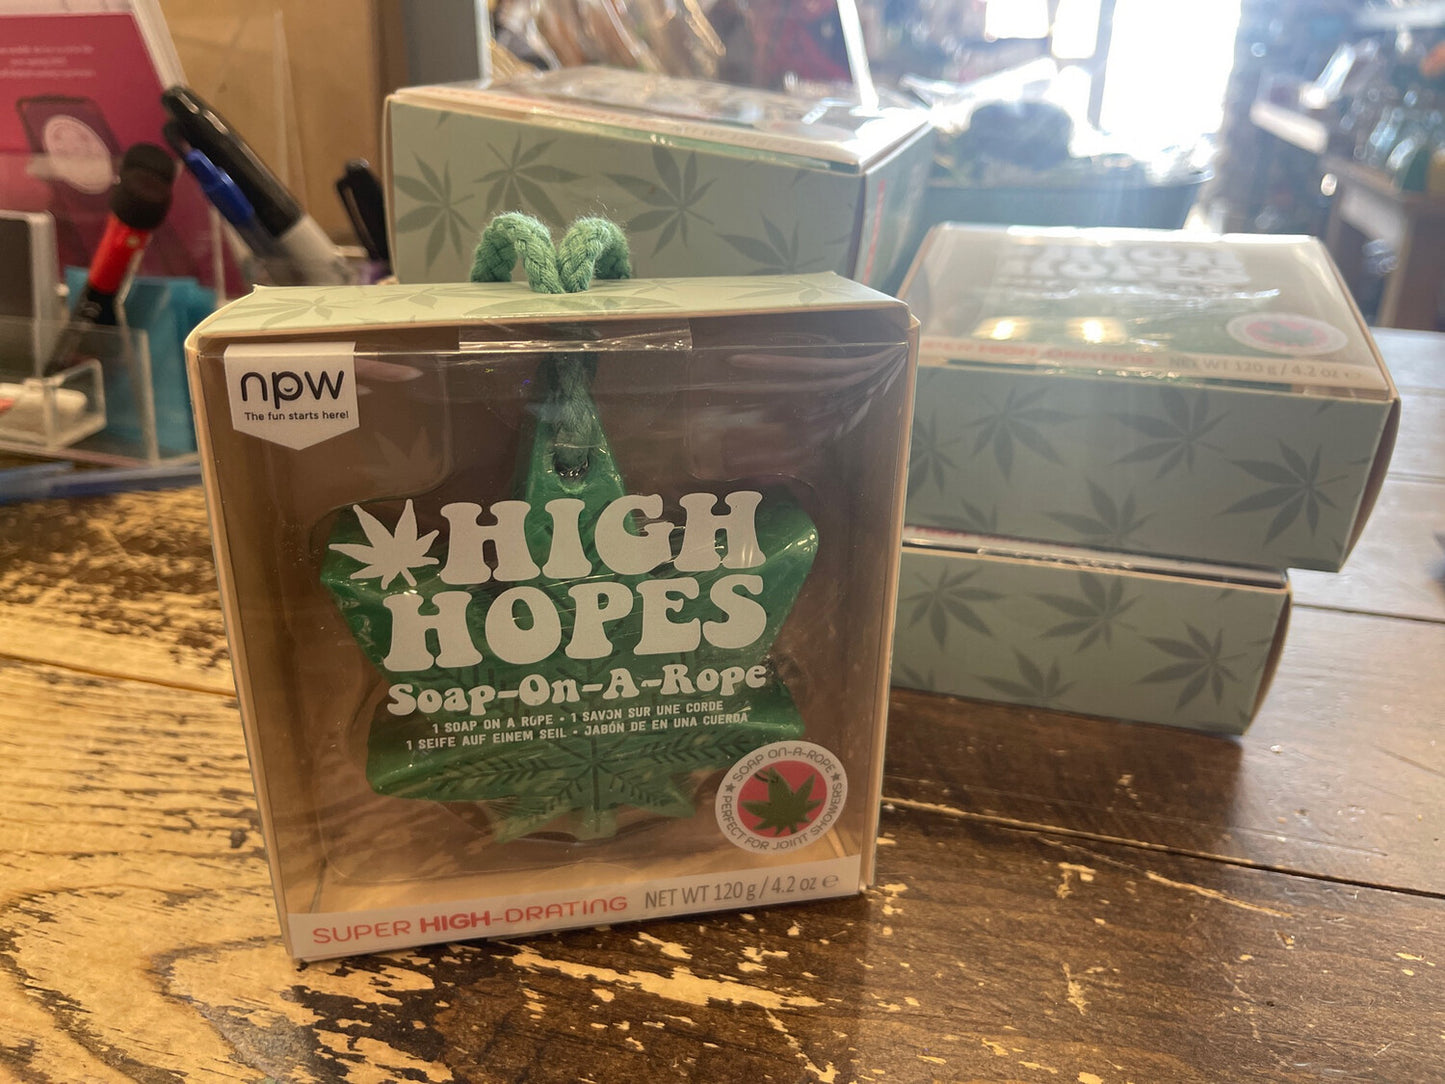 npw
The fun starts here!
HIGH
HOPES
Soap-On-A-Rope
1 SOAP ON A ROPE • 1 SAVON SUR UNE CORDE
1 SEIFE AUF EINEM SEIL • JABÓN DE EN UNA CUERDA
SOAP ON-A-ROPE
★ PERFECT FOR JOINT SHOWERS ★
SUPER HIGH-DRATING NET WT 120 g / 4.2 oz ℮
HIGH
HOPES
NET WT 120 g / 4.2 oz ℮